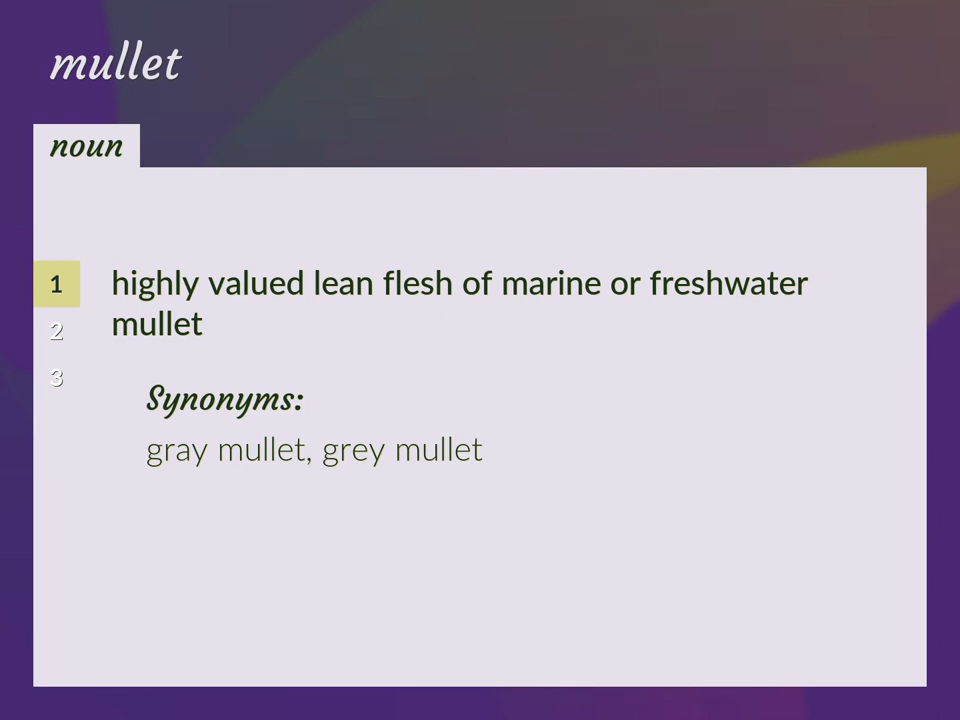 mullet
noun
1
highly valued lean flesh of marine or freshwater
mullet
2
3
Synonyms:
gray mullet, grey mullet